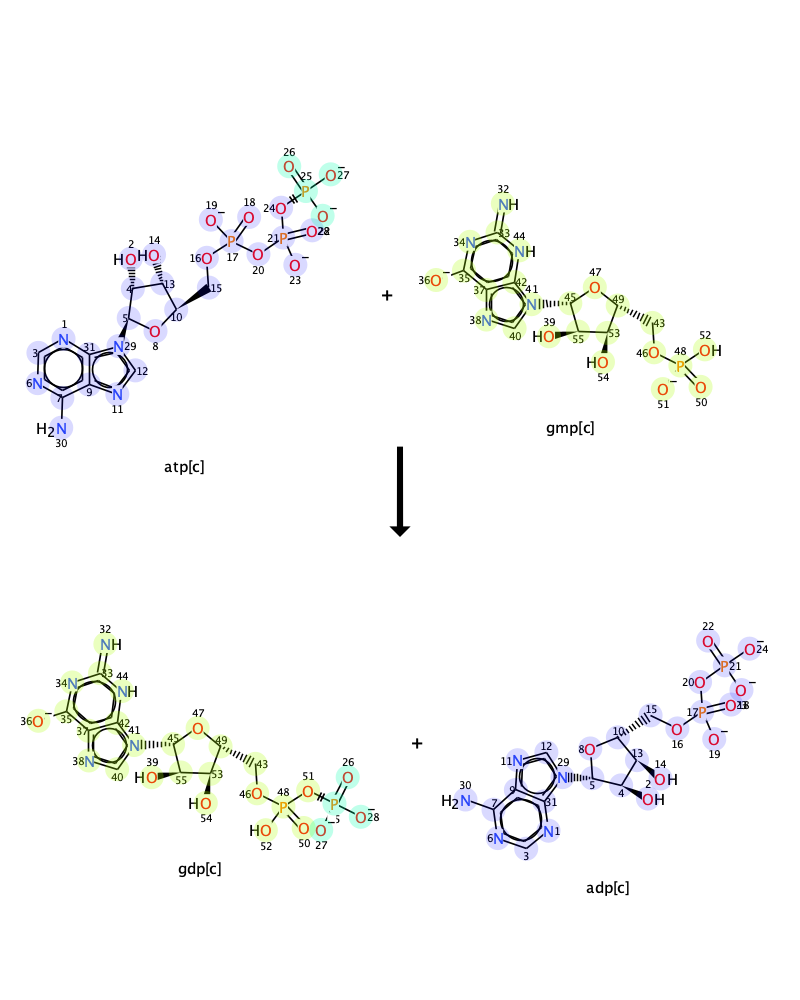 26
25
O
O⁻
27
P
19
18
24
O⁻
O
O
O⁻
2
14
P
21
P
O
28
HO
HO
16
O
17
O
20
O⁻
23
4
13
15
5
10
1
O
8
N
31
N
29
3
12
6
N
9
N
7
11
H₂N
30
atp[c]
+
32
NH
33
44
34
N
NH
47
36
O⁻
35
42
41
O
49
37
N
45
43
38
N
39
HO
55
53
52
40
46
O
48
OH
HO
P
54
O⁻
O
51
50
gmp[c]
32
NH
33
44
34
N
NH
47
36
O⁻
35
42
41
O
49
37
N
45
43
26
38
N
39
HO
55
53
51
O
40
46
O
48
O
P
HO
P
O⁻
28
54
HO
O
O⁻
52
50
27
gdp[c]
+
22
O
O⁻
24
P
21
20
O
O⁻
15
17
P
O
18
10
O
16
O⁻
19
12
8
O
13
11
N
29
14
OH
30
9
N
5
4
2
H₂N
7
31
OH
6
N
N
1
3
adp[c]